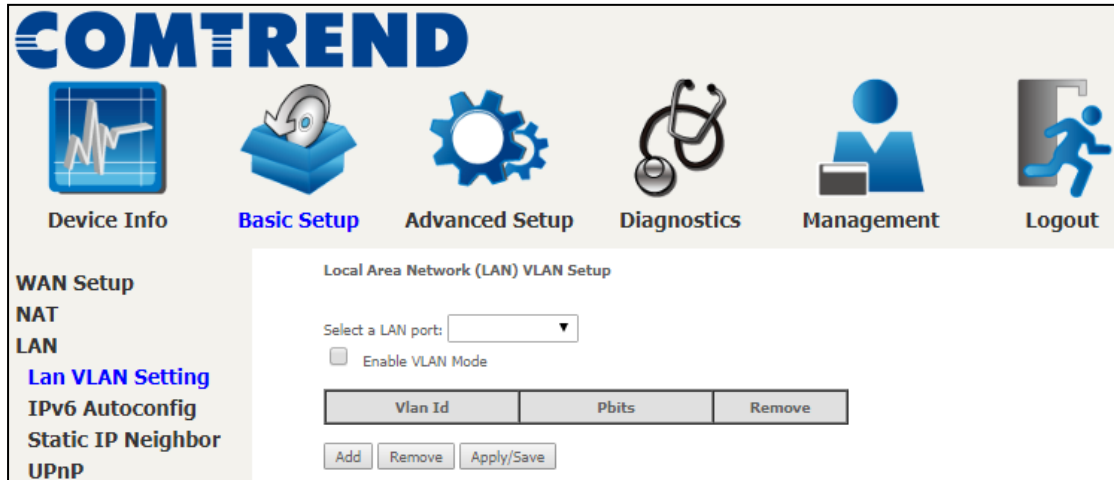 COMTREND
Device Info Basic Setup Advanced Setup Diagnostics Management Logout
WAN Setup
NAT
LAN
Lan VLAN Setting
IPv6 Autoconfig
Static IP Neighbor
UPnP
Local Area Network (LAN) VLAN Setup
Select a LAN port:
Enable VLAN Mode
Vlan Id Pbits Remove
Add Remove Apply/Save